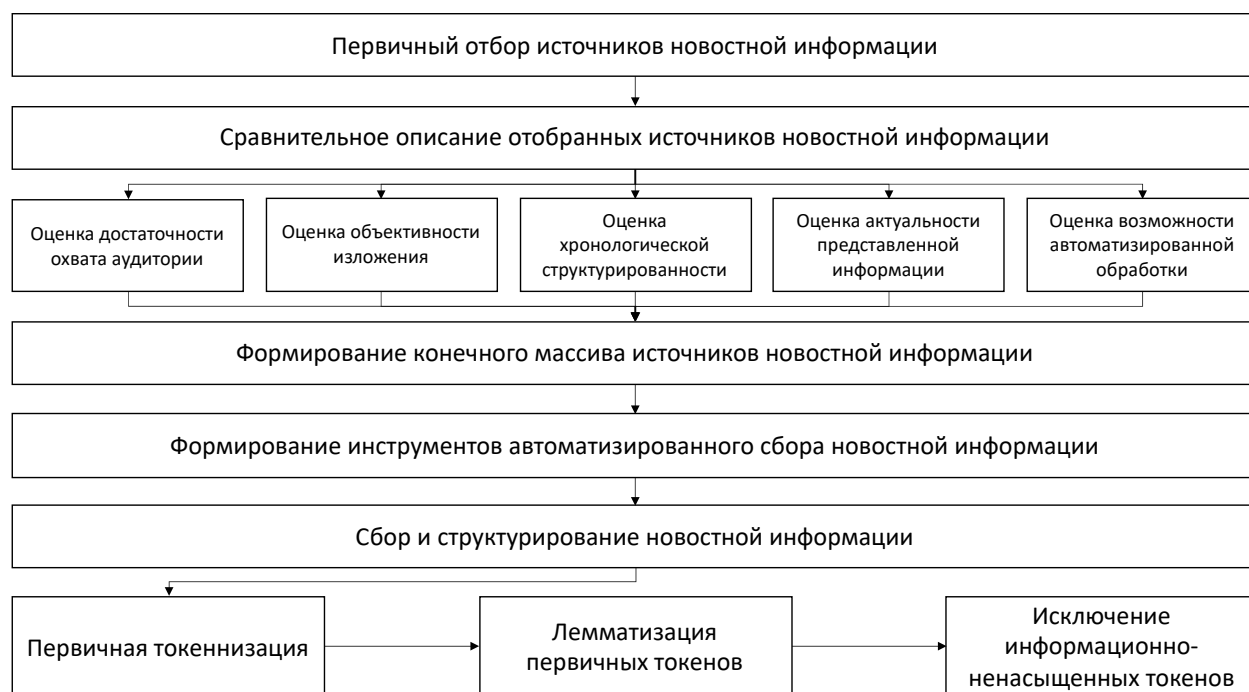 Первичный отбор источников новостной информации
Сравнительное описание отобранных источников новостной информации
Оценка достаточности
охвата аудитории
Оценка объективности
изложения
Оценка
хронологической
структурированности
Оценка актуальности
представленной
информации
Оценка возможности
автоматизированной
обработки
Формирование конечного массива источников новостной информации
Формирование инструментов автоматизированного сбора новостной информации
Сбор и структурирование новостной информации
Первичная токеннизация
Лемматизация
первичных токенов
Исключение
информационно-
ненасыщенных токенов